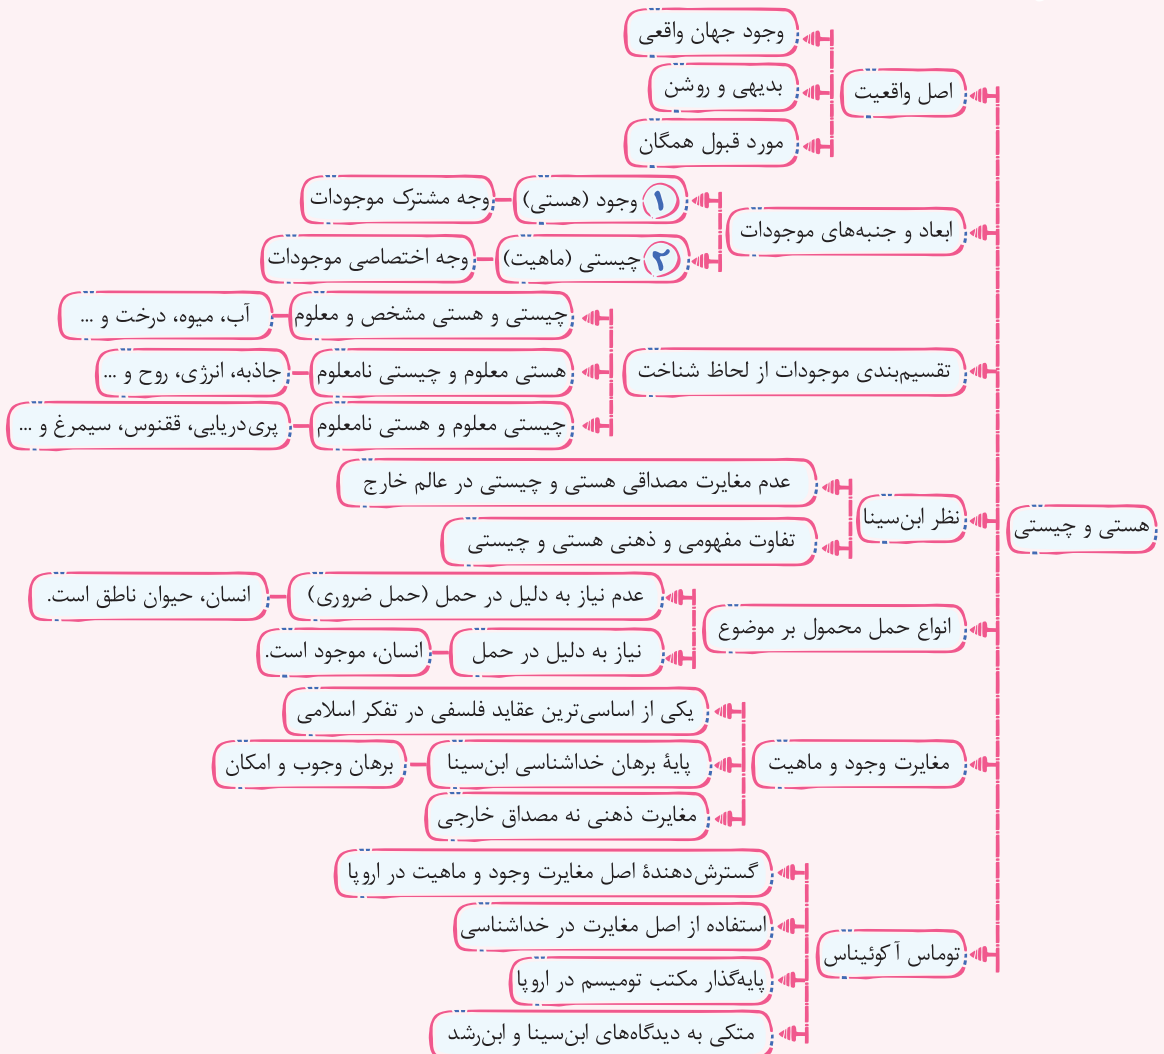 هستی و چیستی
اصل واقعیت
وجود جهان واقعی
بدیهی و روشن
مورد قبول همگان
ابعاد و جنبه‌های موجودات
۱ وجود (هستی)
وجه مشترک موجودات
۲ چیستی (ماهیت)
وجه اختصاصی موجودات
تقسیم‌بندی موجودات از لحاظ شناخت
چیستی و هستی مشخص و معلوم
آب، میوه، درخت و ...
هستی معلوم و چیستی نامعلوم
جاذبه، انرژی، روح و ...
چیستی معلوم و هستی نامعلوم
پری‌دریایی، ققنوس، سیمرغ و ...
نظر ابن‌سینا
عدم مغایرت مصداقی هستی و چیستی در عالم خارج
تفاوت مفهومی و ذهنی هستی و چیستی
انواع حمل محمول بر موضوع
عدم نیاز به دلیل در حمل (حمل ضروری)
انسان، حیوان ناطق است.
نیاز به دلیل در حمل
انسان، موجود است.
مغایرت وجود و ماهیت
یکی از اساسی‌ترین عقاید فلسفی در تفکر اسلامی
پایهٔ برهان خداشناسی ابن‌سینا
برهان وجوب و امکان
مغایرت ذهنی نه مصداق خارجی
توماس آکوئیناس
گسترش‌دهندهٔ اصل مغایرت وجود و ماهیت در اروپا
استفاده از اصل مغایرت در خداشناسی
پایه‌گذار مکتب تومیسم در اروپا
متکی به دیدگاه‌های ابن‌سینا و ابن‌رشد